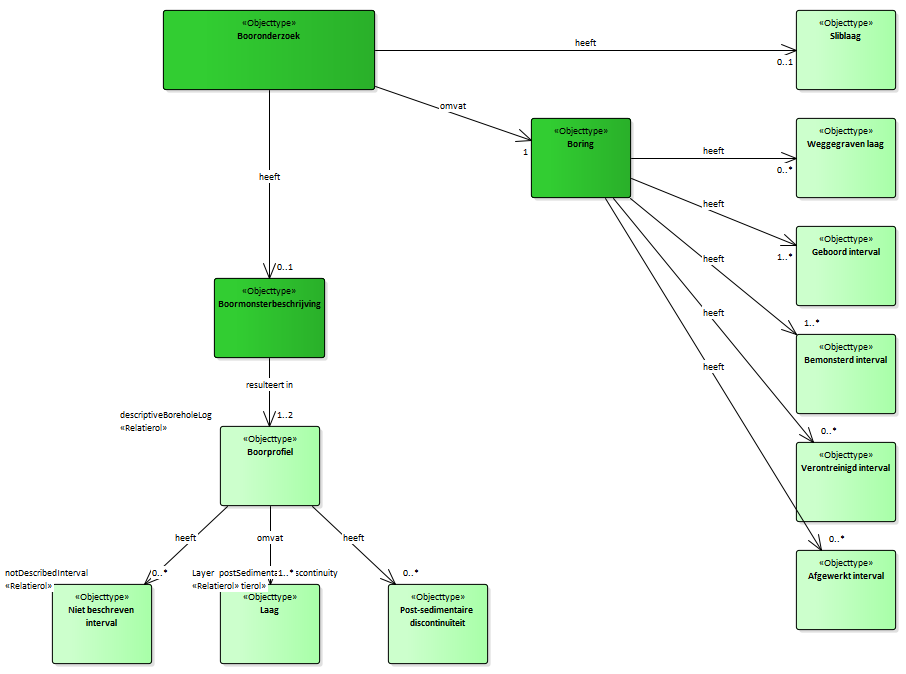 «Objecttype»
Booronderzoek
«Objecttype»
Sliblaag
heeft
0..1
omvat
1
«Objecttype»
Boring
«Objecttype»
Weggegraven laag
heeft
0..*
heeft
«Objecttype»
Geboord interval
1..*
heeft
heeft
0..1
«Objecttype»
Boormonsterbeschrijving
heeft
1..*
«Objecttype»
Bemonsterd interval
heeft
resulteert in
1..2
descriptiveBoreholeLog
«Relatierol»
«Objecttype»
Boorprofiel
0..*
«Objecttype»
Verontreinigd interval
heeft
omvat
heeft
0..*
«Objecttype»
Afgewerkt interval
notDescribedInterval
«Relatierol»
0..*
Layer
postSediment
1..*
scontinuity
«Relatierol»
tierol»
0..*
«Objecttype»
Niet beschreven
interval
«Objecttype»
Laag
«Objecttype»
Post-sedimentaire
discontinuïteit